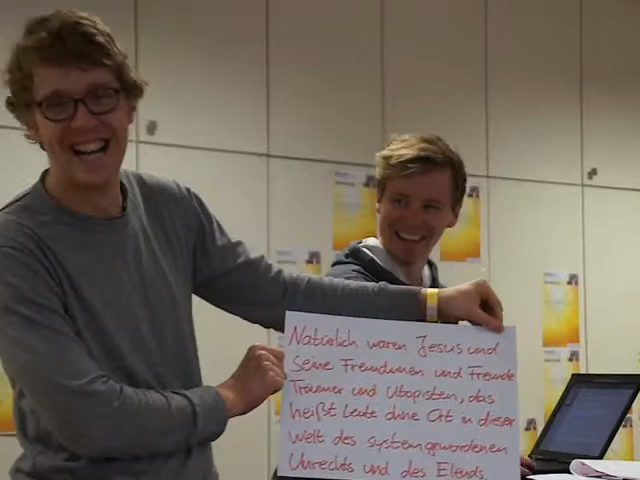 Natürlich waren Jesus und
seine Freundinnen und Freunde
Träumer und Utopisten, das
heißt Leute ohne Ort in dieser
Welt des systemgewordenen
Unrechts und des Elends.